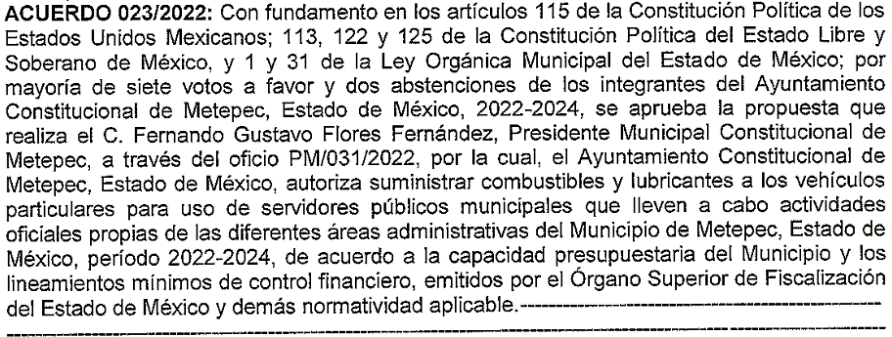 ACUERDO 023/2022: Con fundamento en los artículos 115 de la Constitución Política de los
Estados Unidos Mexicanos; 113, 122 y 125 de la Constitución Política del Estado Libre y
Soberano de México, y 1 y 31 de la Ley Orgánica Municipal del Estado de México; por
mayoría de siete votos a favor y dos abstenciones de los integrantes del Ayuntamiento
Constitucional de Metepec, Estado de México, 2022-2024, se aprueba la propuesta que
realiza el C. Fernando Gustavo Flores Fernández, Presidente Municipal Constitucional de
Metepec, a través del oficio PM/031/2022, por la cual, el Ayuntamiento Constitucional de
Metepec, Estado de México, autoriza suministrar combustibles y lubricantes a los vehículos
particulares para uso de servidores públicos municipales que lleven a cabo actividades
oficiales propias de las diferentes áreas administrativas del Municipio de Metepec, Estado de
México, período 2022-2024, de acuerdo a la capacidad presupuestaria del Municipio y los
lineamientos mínimos de control financiero, emitidos por el Órgano Superior de Fiscalización
del Estado de México y demás normatividad aplicable.----------------------------------------------------